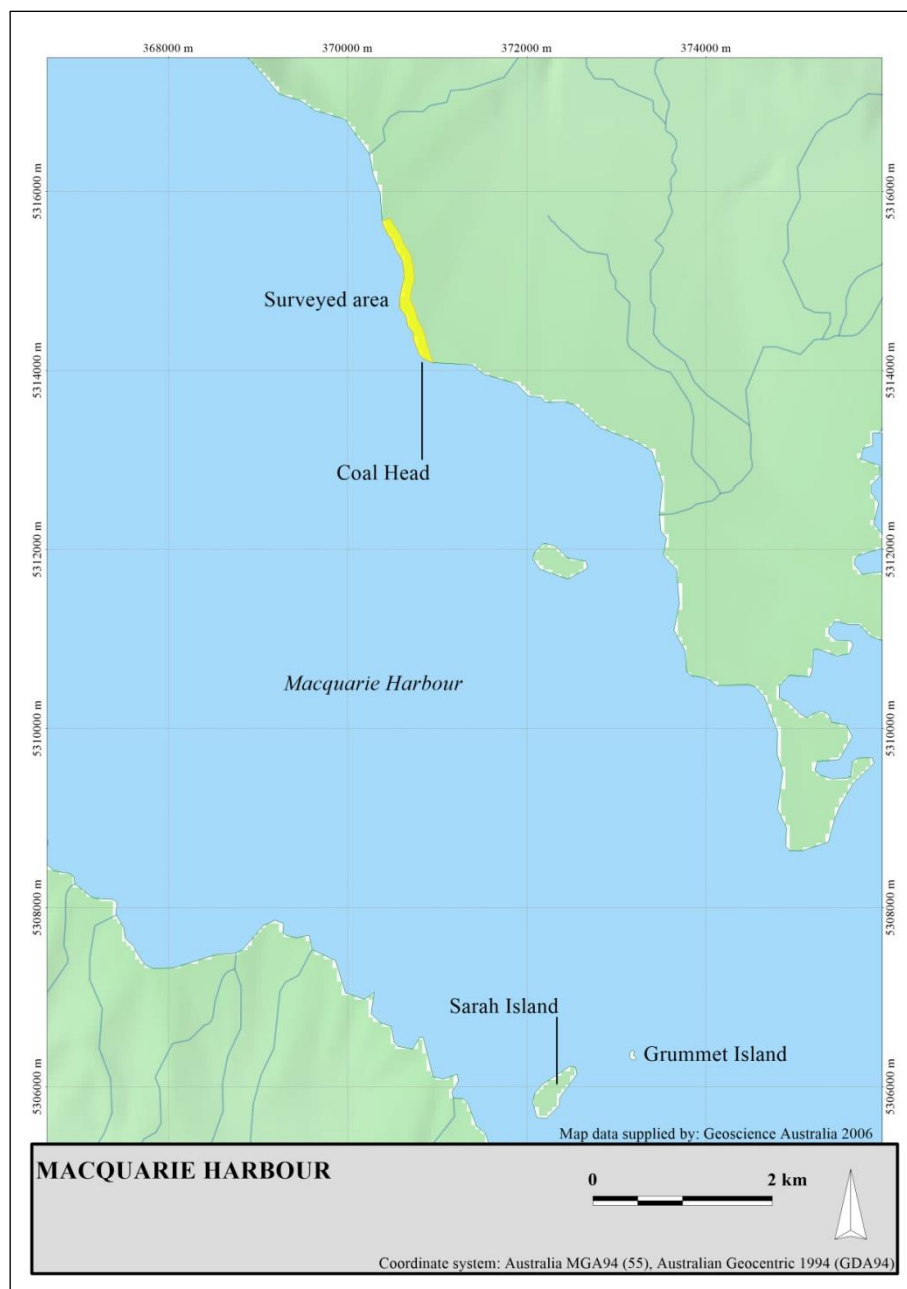 368000 m
370000 m
372000 m
374000 m
5316000 m
5316000 m
Surveyed area
5314000 m
5314000 m
Coal Head
5312000 m
5312000 m
Macquarie Harbour
5310000 m
5310000 m
5308000 m
5308000 m
Sarah Island
Grummet Island
5306000 m
5306000 m
Map data supplied by: Geoscience Australia 2006
MACQUARIE HARBOUR
0
2 km
Coordinate system: Australia MGA94 (55), Australian Geocentric 1994 (GDA94)